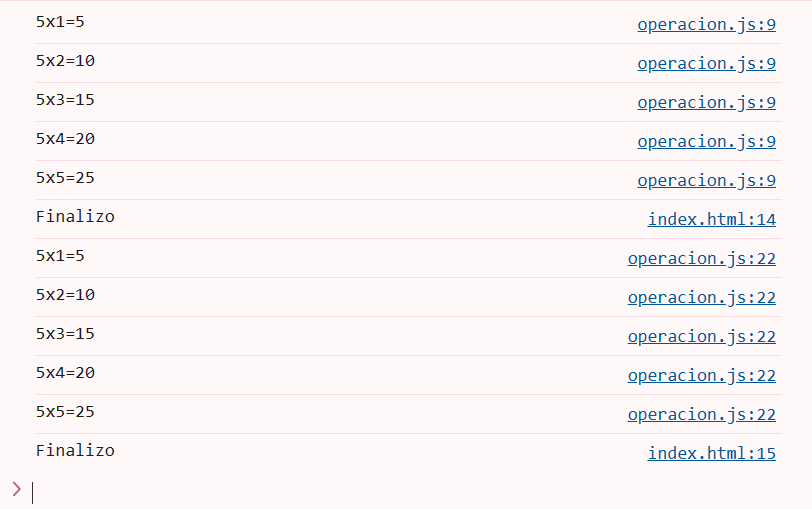 5x1=5 operacion.js:9
5x2=10 operacion.js:9
5x3=15 operacion.js:9
5x4=20 operacion.js:9
5x5=25 operacion.js:9
Finalizo index.html:14
5x1=5 operacion.js:22
5x2=10 operacion.js:22
5x3=15 operacion.js:22
5x4=20 operacion.js:22
5x5=25 operacion.js:22
Finalizo index.html:15